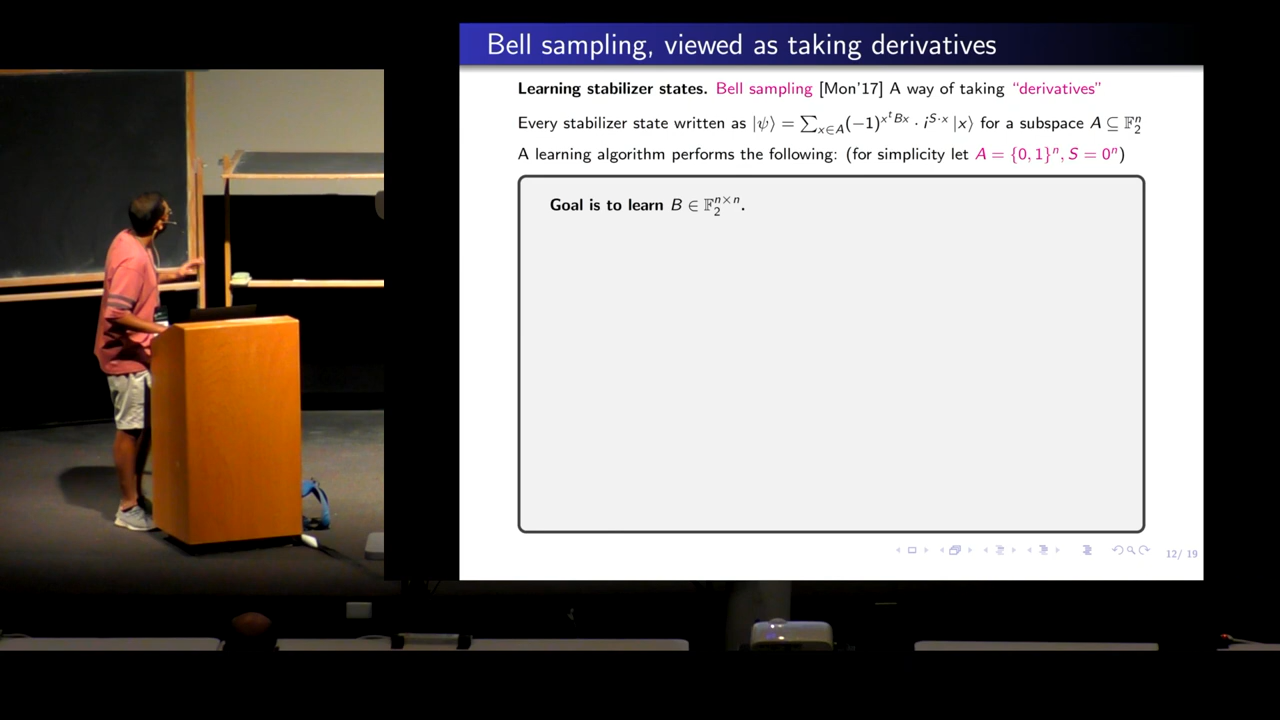 Bell sampling, viewed as taking derivatives
Learning stabilizer states. Bell sampling [Mon'17] A way of taking "derivatives"
Every stabilizer state written as |ψ⟩ = ∑_{x∈A}(−1)^{x^t Bx} · i^{S·x} |x⟩ for a subspace A ⊆ 𝔽_2^n
A learning algorithm performs the following: (for simplicity let A = {0, 1}^n, S = 0^n)
Goal is to learn B ∈ 𝔽_2^{n×n}.
12/ 19